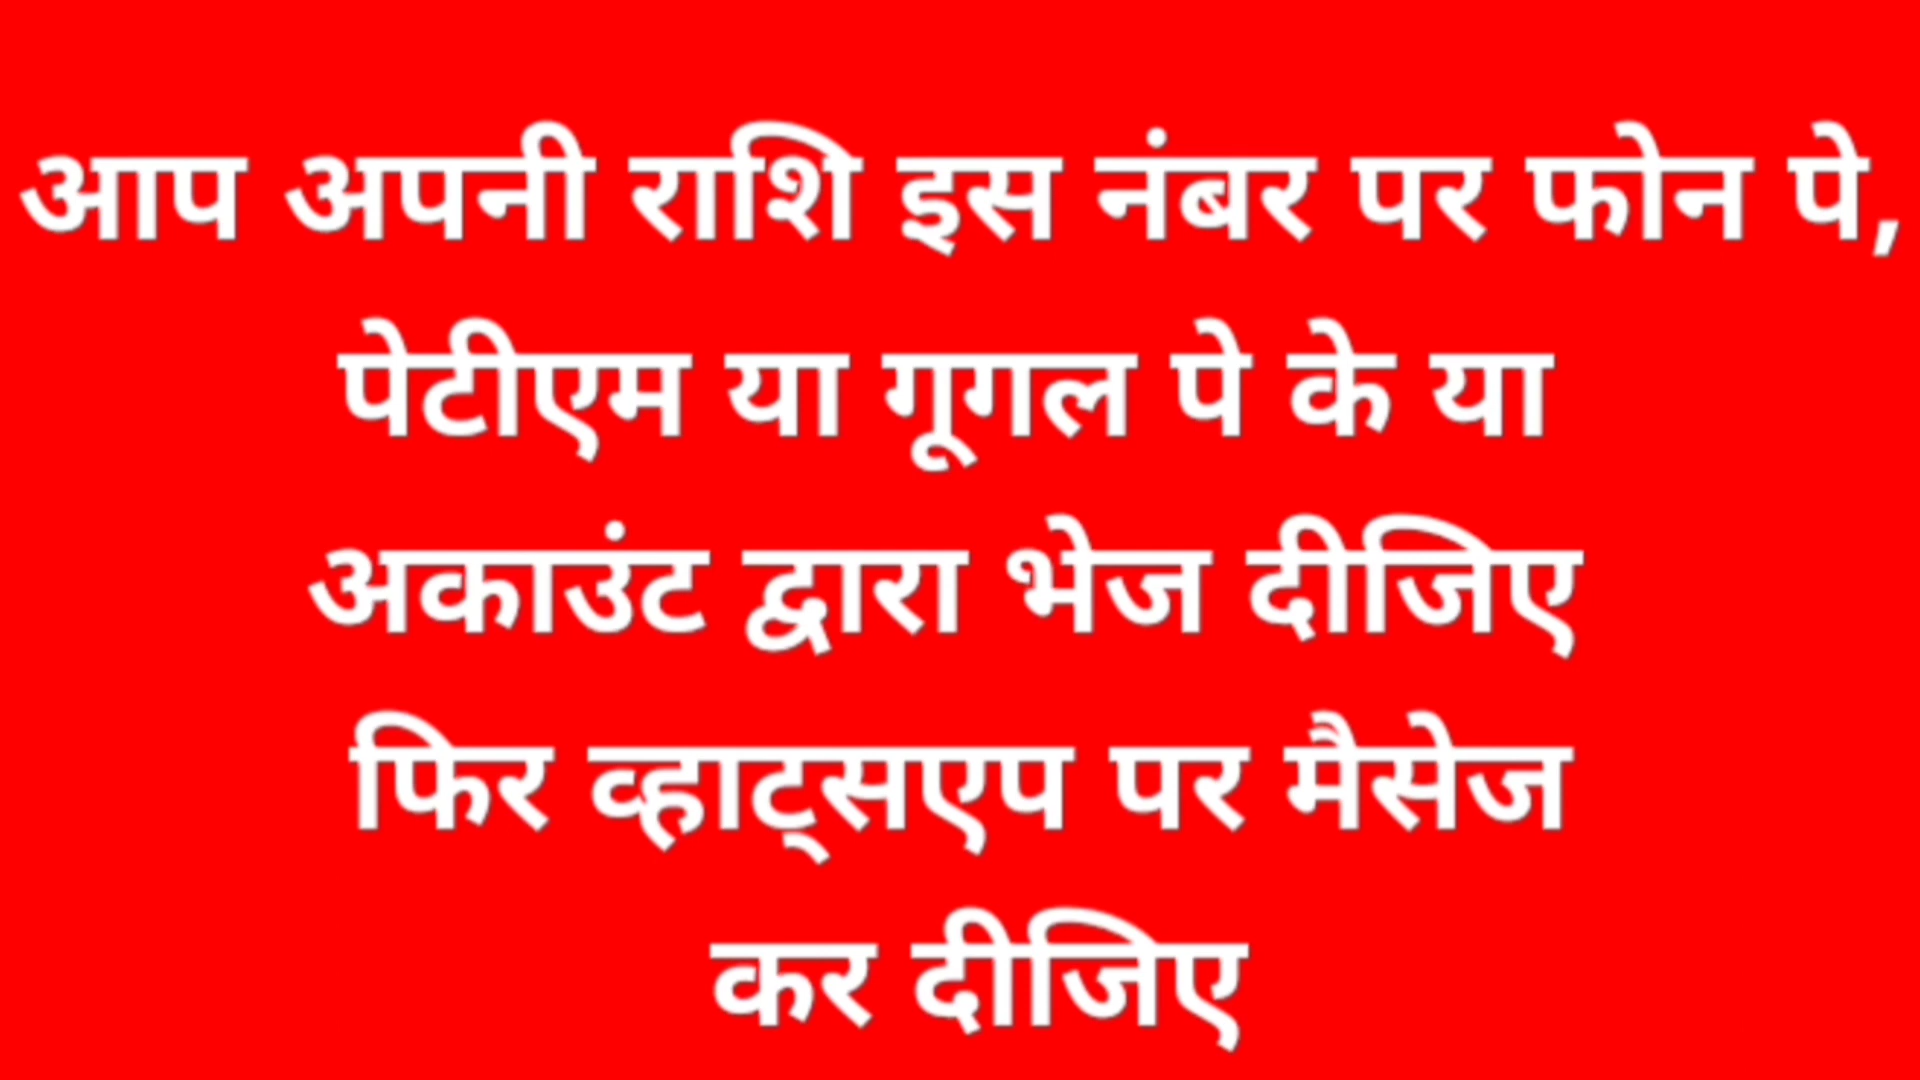 आप अपनी राशि इस नंबर पर फोन पे,
पेटीएम या गूगल पे के या
अकाउंट द्वारा भेज दीजिए
फिर व्हाट्सएप पर मैसेज
कर दीजिए